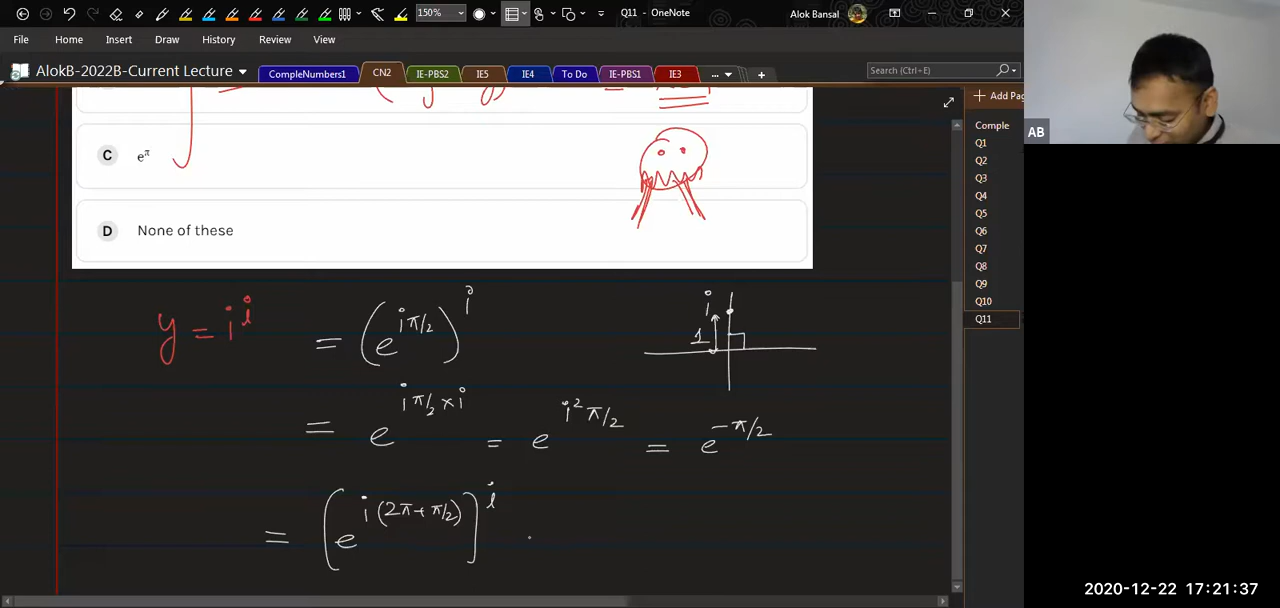 150%
Q11 - OneNote
Alok Bansal
File Home Insert Draw History Review View
AlokB-2022B-Current Lecture
CompleNumbers1 CN2 IE-PBS2 IE5 IE4 To Do IE-PBS1 IE3 ...
Search (Ctrl+E)
Add Pag
Comple
Q1
Q2
Q3
Q4
Q5
Q6
Q7
Q8
Q9
Q10
Q11
AB
C e^π
D None of these
y = i^i = (e^{iπ/2})^i
i
1
= e^{iπ/2 × i} = e^{i²π/2} = e^{-π/2}
= [e^{i(2π+π/2)}]^i
2020-12-22 17:21:37